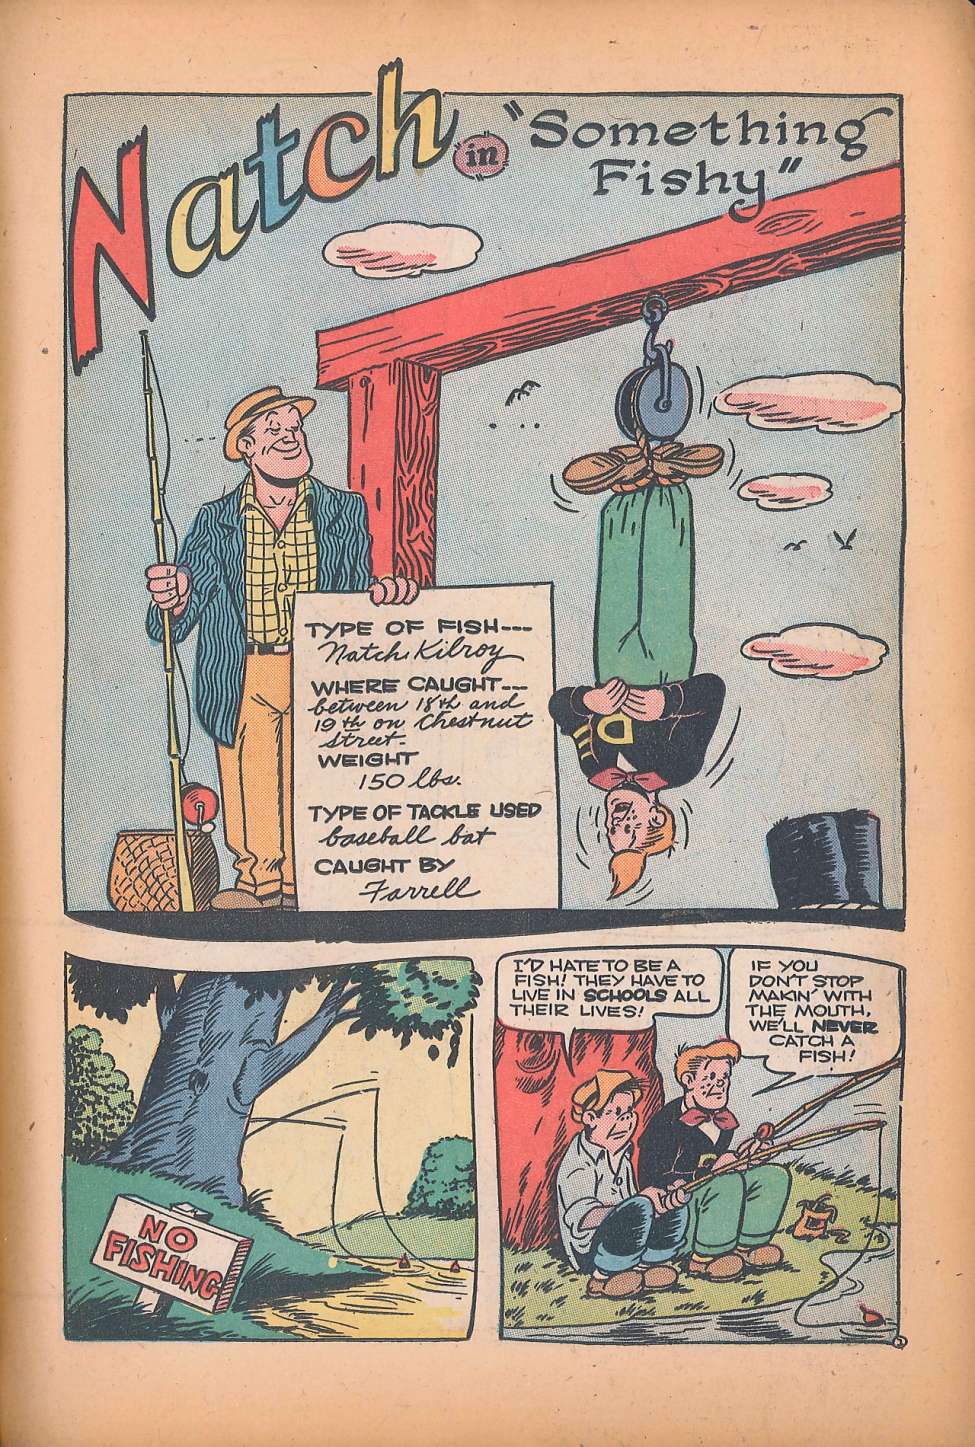 Natch in "Something
Fishy"
TYPE OF FISH---
Natch Kilroy
WHERE CAUGHT---
between 18th and
19th on Chestnut
Street.
WEIGHT
150 lbs.
TYPE OF TACKLE USED
baseball bat
CAUGHT BY
Farrell
D
NO
FISHING
I'D HATE TO BE A
FISH! THEY HAVE TO
LIVE IN SCHOOLS ALL
THEIR LIVES!
IF YOU
DON'T STOP
MAKIN' WITH
THE MOUTH,
WE'LL NEVER
CATCH A
FISH!